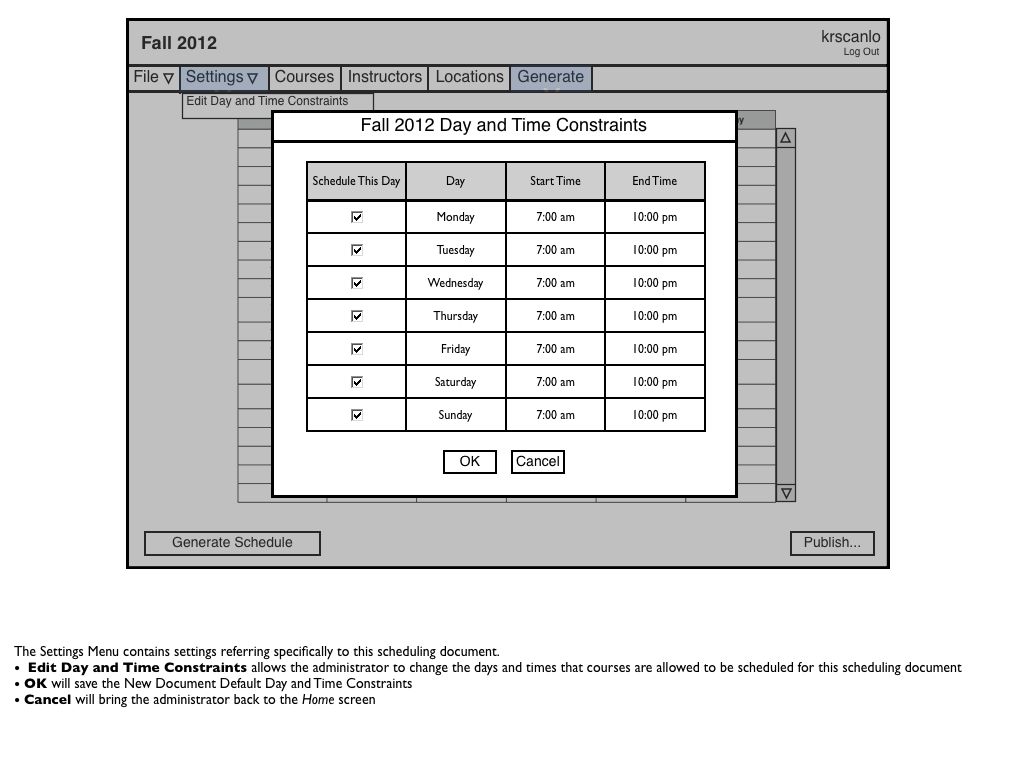 Fall 2012
krscanlo
Log Out
File ▽ Settings ▽ Courses Instructors Locations Generate
Edit Day and Time Constraints
Fall 2012 Day and Time Constraints
Schedule This Day Day Start Time End Time
Monday 7:00 am 10:00 pm
Tuesday 7:00 am 10:00 pm
Wednesday 7:00 am 10:00 pm
Thursday 7:00 am 10:00 pm
Friday 7:00 am 10:00 pm
Saturday 7:00 am 10:00 pm
Sunday 7:00 am 10:00 pm
OK Cancel
Generate Schedule Publish...
The Settings Menu contains settings referring specifically to this scheduling document.
• Edit Day and Time Constraints allows the administrator to change the days and times that courses are allowed to be scheduled for this scheduling document
• OK will save the New Document Default Day and Time Constraints
• Cancel will bring the administrator back to the Home screen